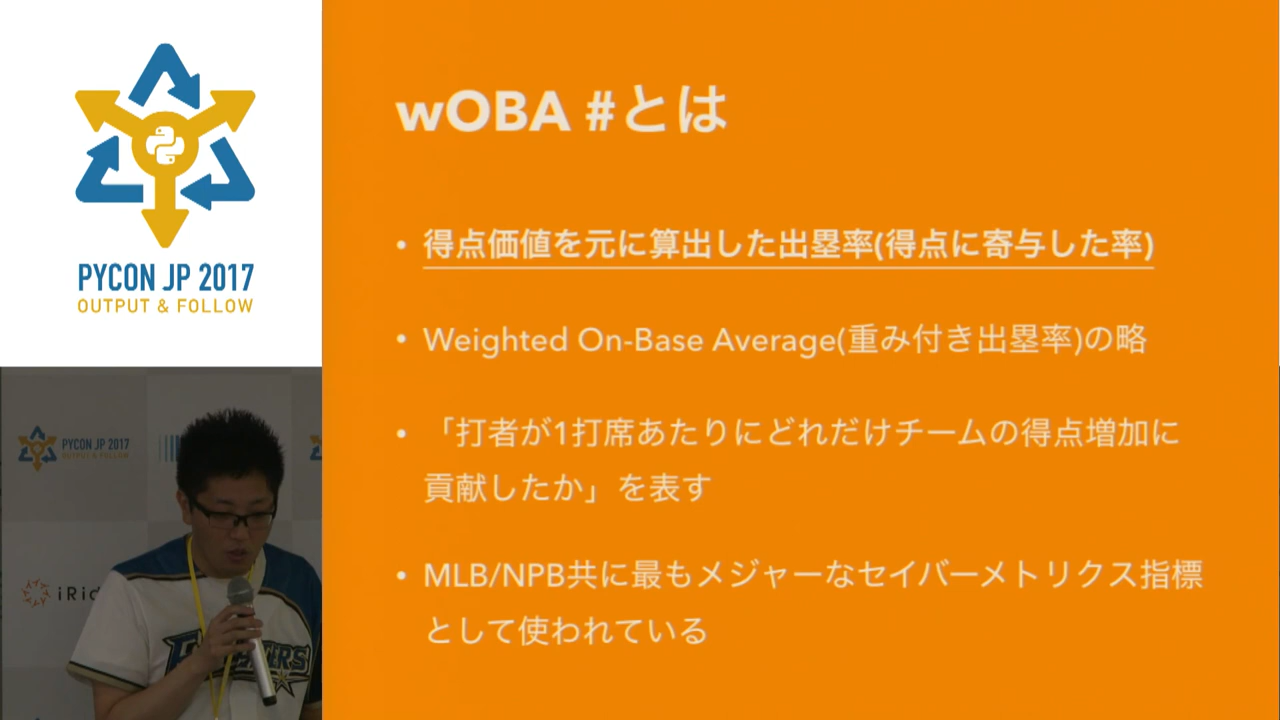 PYCON JP 2017
OUTPUT & FOLLOW
wOBA #とは
• 得点価値を元に算出した出塁率(得点に寄与した率)
• Weighted On-Base Average(重み付き出塁率)の略
• 「打者が1打席あたりにどれだけチームの得点増加に
貢献したか」を表す
• MLB/NPB共に最もメジャーなセイバーメトリクス指標
として使われている
PYCON JP 2017
OUTPUT & FOLLOW
iRid